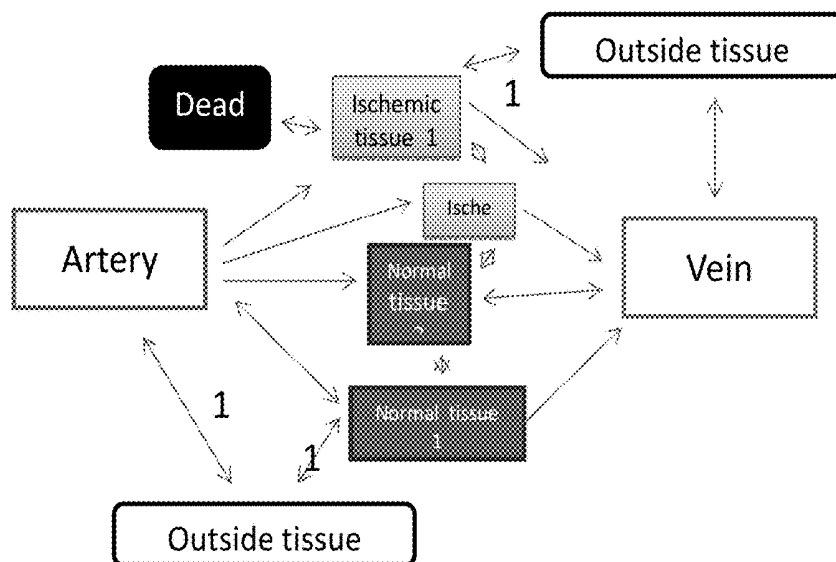 Outside tissue
Dead
Ischemic
tissue 1
1
Ische
Artery
Normal
tissue
Vein
Normal tissue
1
1
1
Outside tissue